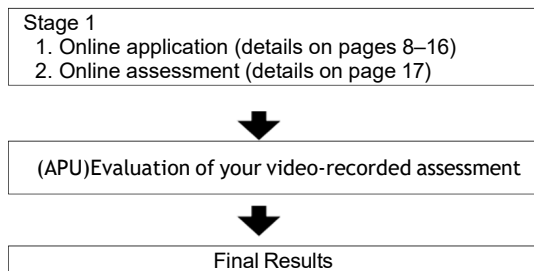 Stage 1
1. Online application (details on pages 8–16)
2. Online assessment (details on page 17)
(APU)Evaluation of your video-recorded assessment
Final Results